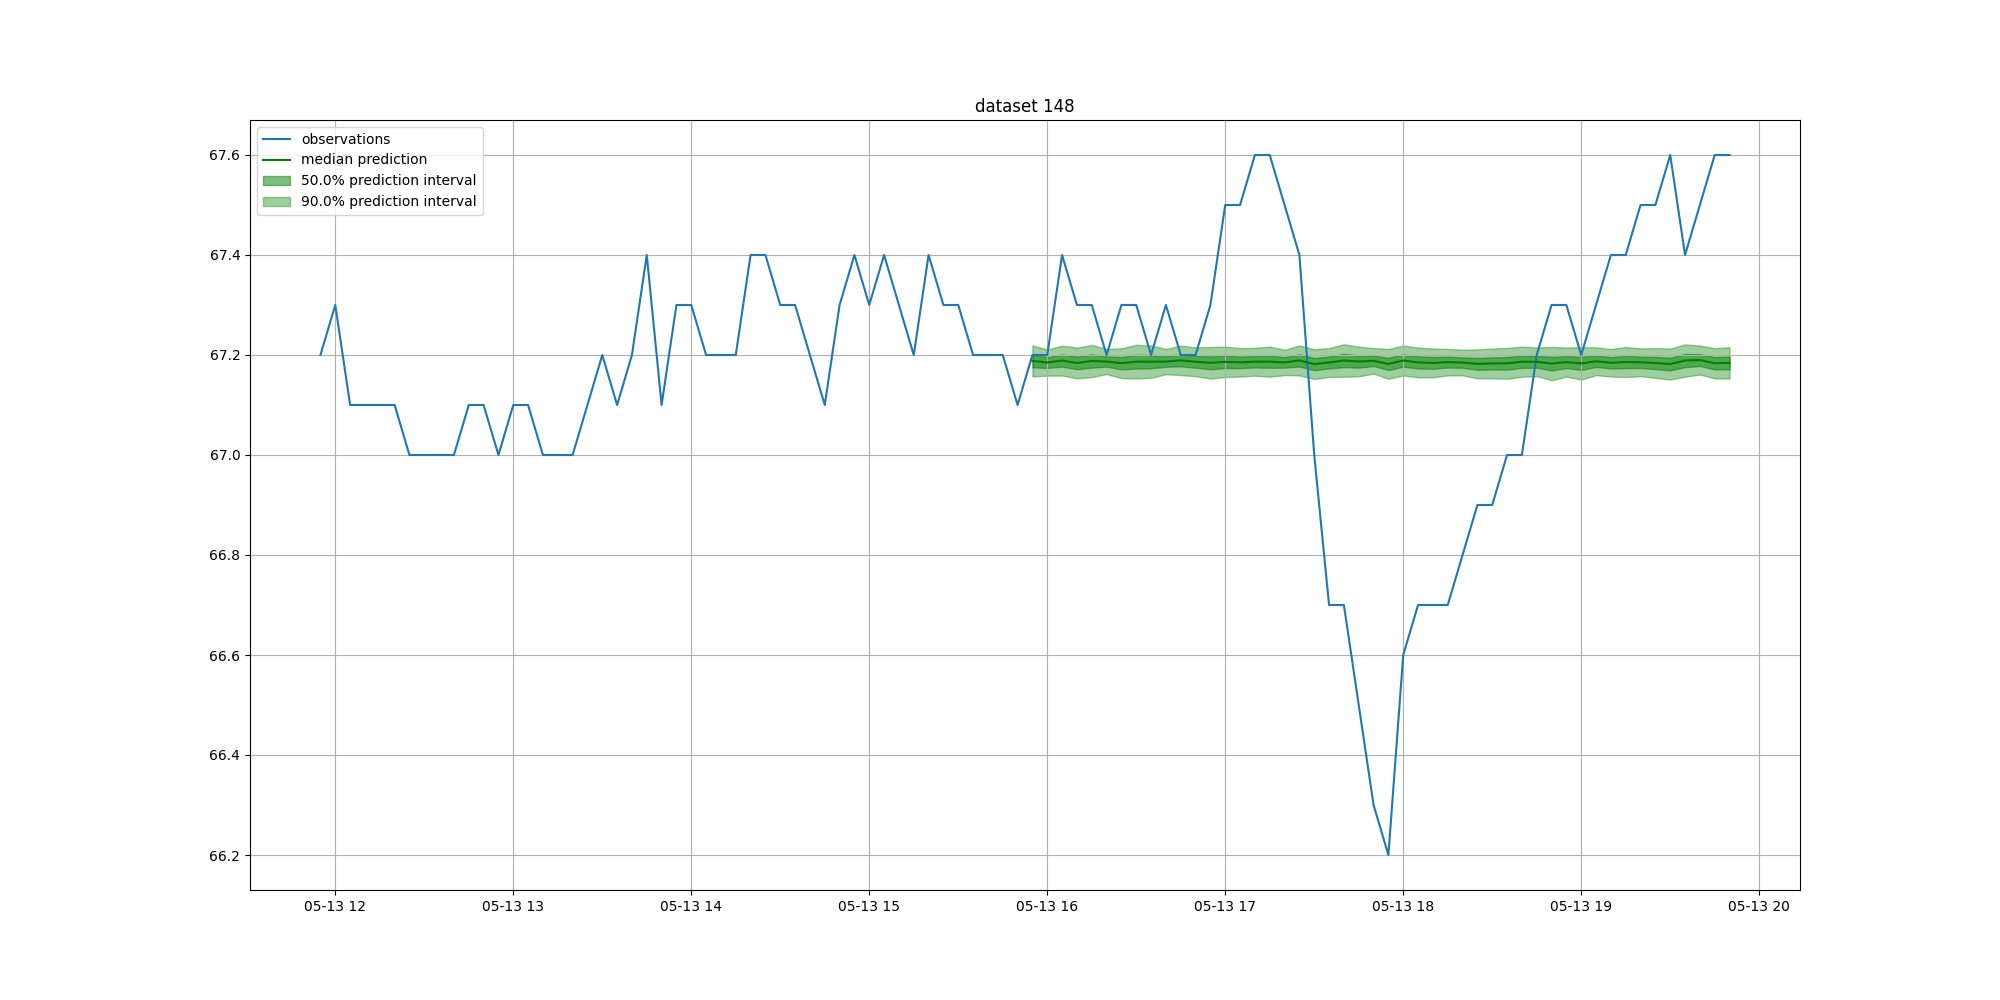 dataset 148
observations
median prediction
50.0% prediction interval
90.0% prediction interval
67.6
67.4
67.2
67.0
66.8
66.6
66.4
66.2
05-13 12 05-13 13 05-13 14 05-13 15 05-13 16 05-13 17 05-13 18 05-13 19 05-13 20